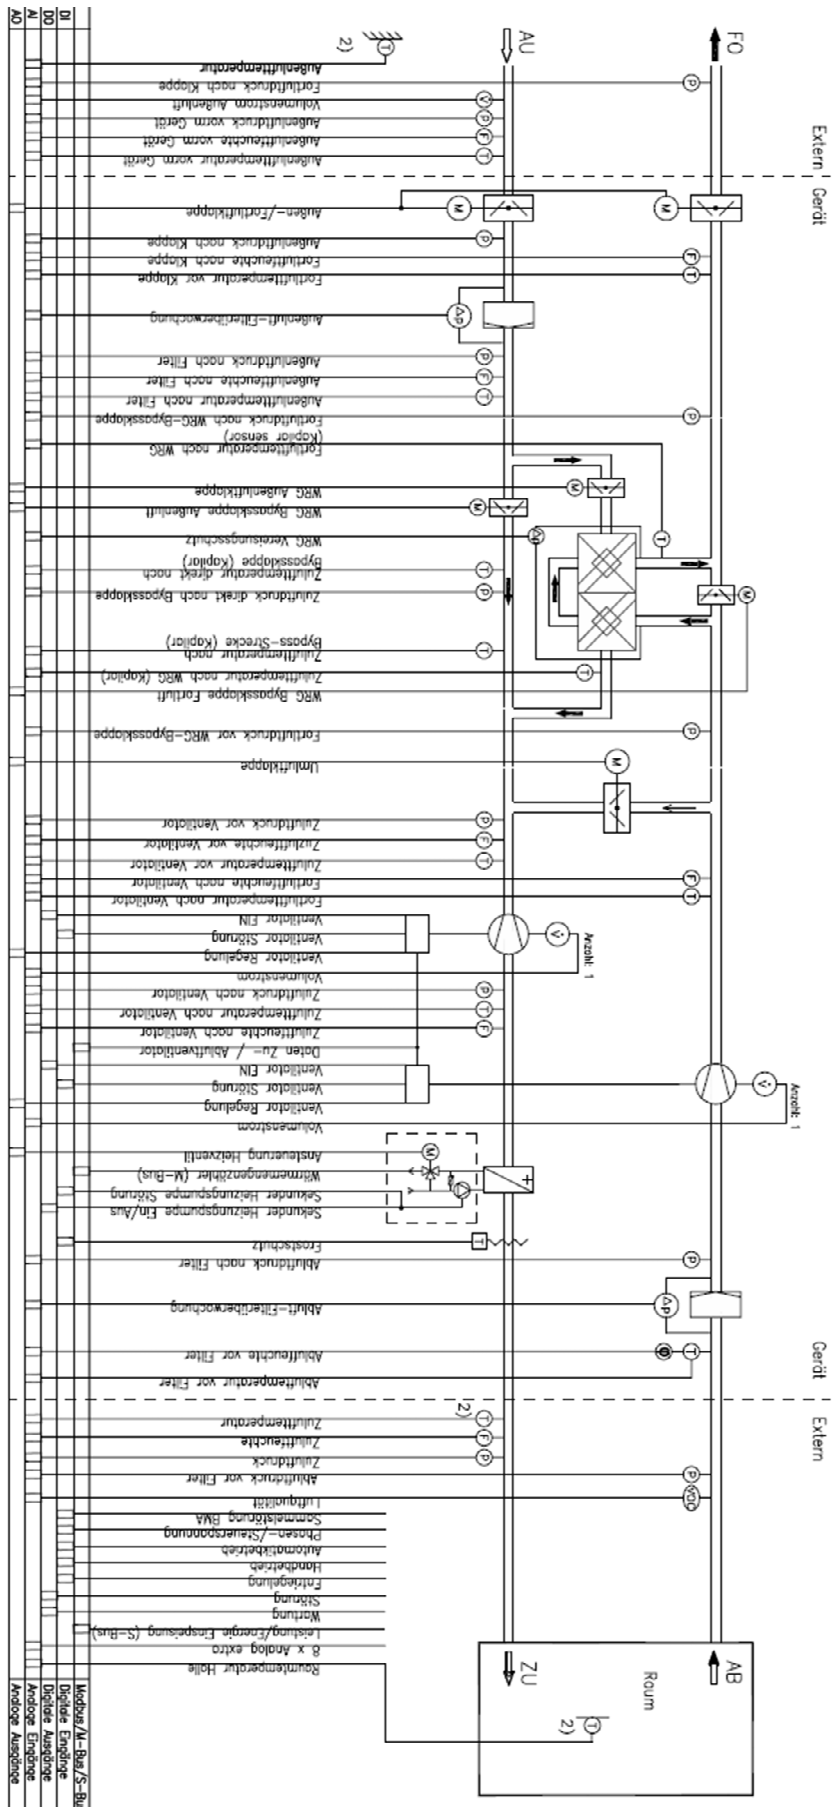 FO
AU
Extern
Gerät
2)
T
Außenlufttemperatur
Fortluftdruck nach Klappe
P
Volumenstrom Außenluft
V
Außenluftdruck vorm Gerät
P
Außenluftfeuchte vorm Gerät
F
Außenlufttemperatur vorm Gerät
T
Außen-/Fortluftklappe
M
M
Außenluftdruck nach Klappe
P
Fortluftfeuchte nach Klappe
F
Fortlufttemperatur vor Klappe
T
Außenluft-Filterüberwachung
Δp
Außenluftdruck nach Filter
P
Außenluftfeuchte nach Filter
F
Außenlufttemperatur nach Filter
T
Fortluftdruck nach WRG-Bypassklappe
P
Fortlufttemperatur nach WRG
(Kapilar sensor)
T
WRG Außenluftklappe
M
WRG Bypassklappe Außenluft
M
WRG Vereisungsschutz
Δp
Zulufttemperatur direkt nach
Bypassklappe (Kapilar)
T
Zuluftdruck direkt nach Bypassklappe
P
M
Zulufttemperatur nach
Bypass-Strecke (Kapilar)
T
Zulufttemperatur nach WRG (Kapilar)
T
WRG Bypassklappe Fortluft
Fortluftdruck vor WRG-Bypassklappe
P
Umluftklappe
M
Zuluftdruck vor Ventilator
P
Zuzluftfeuchte vor Ventilator
F
Zulufttemperatur vor Ventilator
T
Fortluftfeuchte nach Ventilator
F
Fortlufttemperatur nach Ventilator
T
Ventilator EIN
Ventilator Störung
V
Anzahl: 1
Ventilator Regelung
Volumenstrom
Zuluftdruck nach Ventilator
P
Zulufttemperatur nach Ventilator
T
Zuluftfeuchte nach Ventilator
F
Daten Zu- / Abluftventilator
Ventilator EIN
Ventilator Störung
V
Anzahl: 1
Ventilator Regelung
Volumenstrom
Ansteuerung Heizventil
M
Wärmemengenzähler (M-Bus)
+
Sekundär Heizungspumpe Störung
Sekundär Heizungspumpe Ein/Aus
Frostschutz
T
Abluftdruck nach Filter
P
Abluft-Filterüberwachung
Δp
Abluftfeuchte vor Filter
T
Ablufttemperatur vor Filter
Gerät
Extern
Zulufttemperatur
T
2)
Zuluftfeuchte
F
Zuluftdruck
P
Abluftdruck vor Filter
P
Luftqualität
VOC
Sammelstörung BMA
Phasen-/Steuerspannung
Automatikbetrieb
Handbetrieb
Entriegelung
Störung
Wartung
Leistung/Energie Einspeisung (S-Bus)
8 x Analog extra
Raumtemperatur Halle
ZU
AB
Raum
T
2)
DI
DO
AI
AO
Modbus/M-Bus/S-Bu
Digitale Eingänge
Digitale Ausgänge
Analoge Eingänge
Analoge Ausgänge